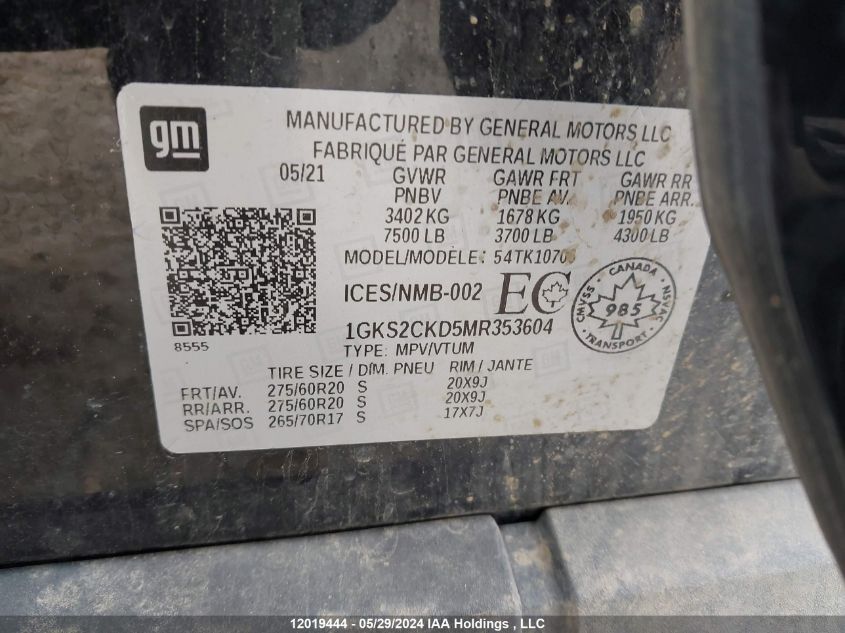 gm
MANUFACTURED BY GENERAL MOTORS LLC
FABRIQUÉ PAR GENERAL MOTORS LLC
05/21 GVWR GAWR FRT GAWR RR
PNBV PNBE AV. PNBE ARR.
3402 KG 1678 KG 1950 KG
7500 LB 3700 LB 4300 LB
MODEL/MODÈLE:
ICES/NMB-002 EC
CANADA
CMVSS 985 NSVAC
TRANSPORT
1GKS2CKD5MR353604
8555
TYPE: MPV/VTUM
TIRE SIZE / DIM. PNEU RIM / JANTE
FRT/AV. 275/60R20 S 20X9J
RR/ARR. 275/60R20 S 20X9J
SPA/SOS 265/70R17 S 17X7J
12019444 - 05/29/2024 IAA Holdings , LLC